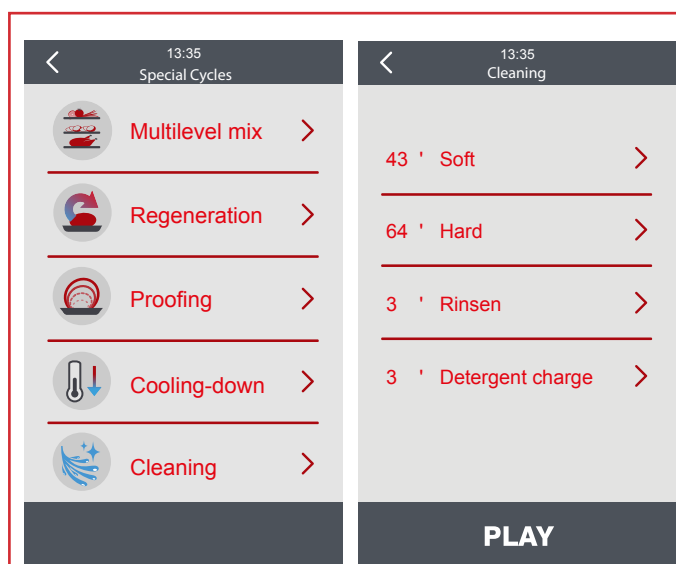 13:35
Special Cycles
Multilevel mix
Regeneration
Proofing
Cooling-down
Cleaning
13:35
Cleaning
43 ' Soft
64 ' Hard
3 ' Rinsen
3 ' Detergent charge
PLAY